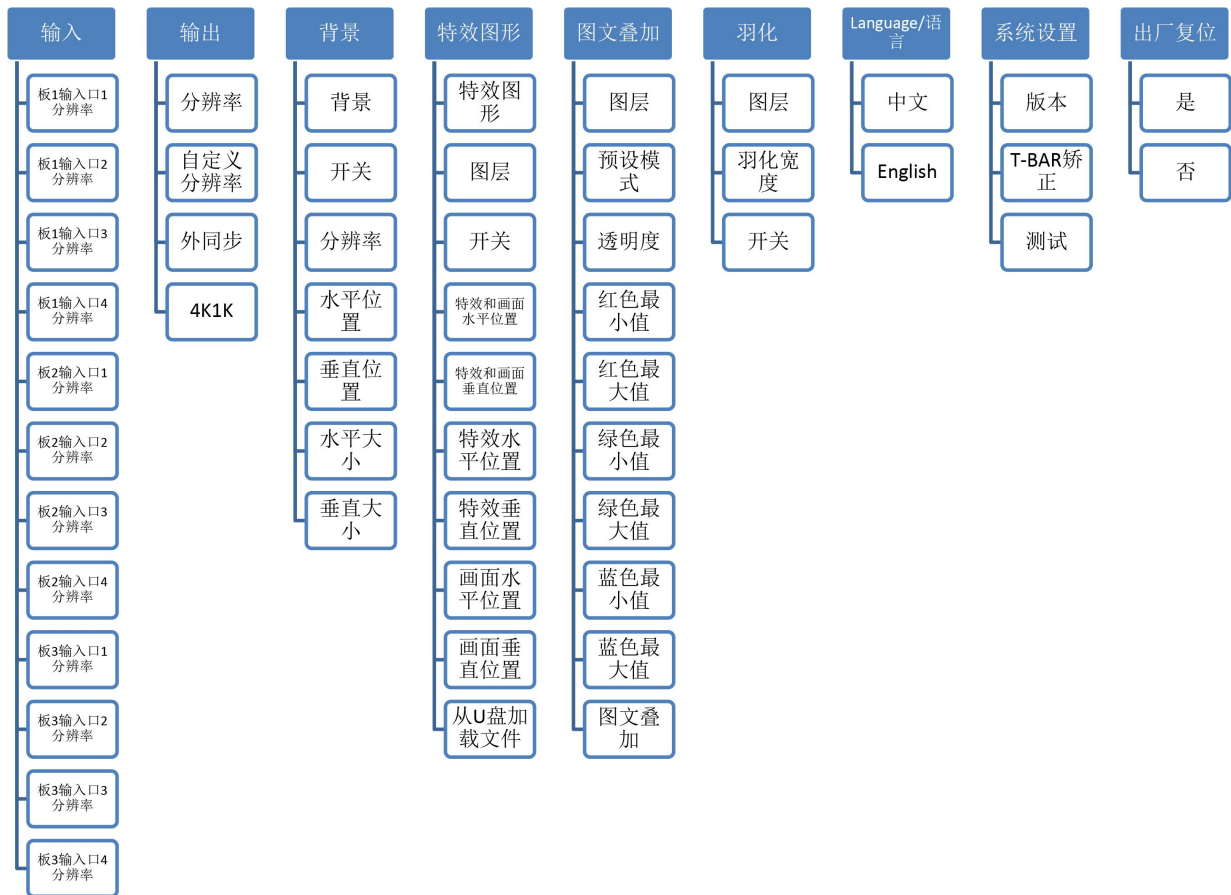 输入
板1输入口1
分辨率
板1输入口2
分辨率
板1输入口3
分辨率
板1输入口4
分辨率
板2输入口1
分辨率
板2输入口2
分辨率
板2输入口3
分辨率
板2输入口4
分辨率
板3输入口1
分辨率
板3输入口2
分辨率
板3输入口3
分辨率
板3输入口4
分辨率
输出
分辨率
自定义
分辨率
外同步
4K1K
背景
背景
开关
分辨率
水平位
置
垂直位
置
水平大
小
垂直大
小
特效图形
特效图
形
图层
开关
特效和画面
水平位置
特效和画面
垂直位置
特效水
平位置
特效垂
直位置
画面水
平位置
画面垂
直位置
从U盘加
载文件
图文叠加
图层
预设模
式
透明度
红色最
小值
红色最
大值
绿色最
小值
绿色最
大值
蓝色最
小值
蓝色最
大值
图文叠
加
羽化
图层
羽化宽
度
开关
Language/语
言
中文
English
系统设置
版本
T-BAR矫
正
测试
出厂复位
是
否